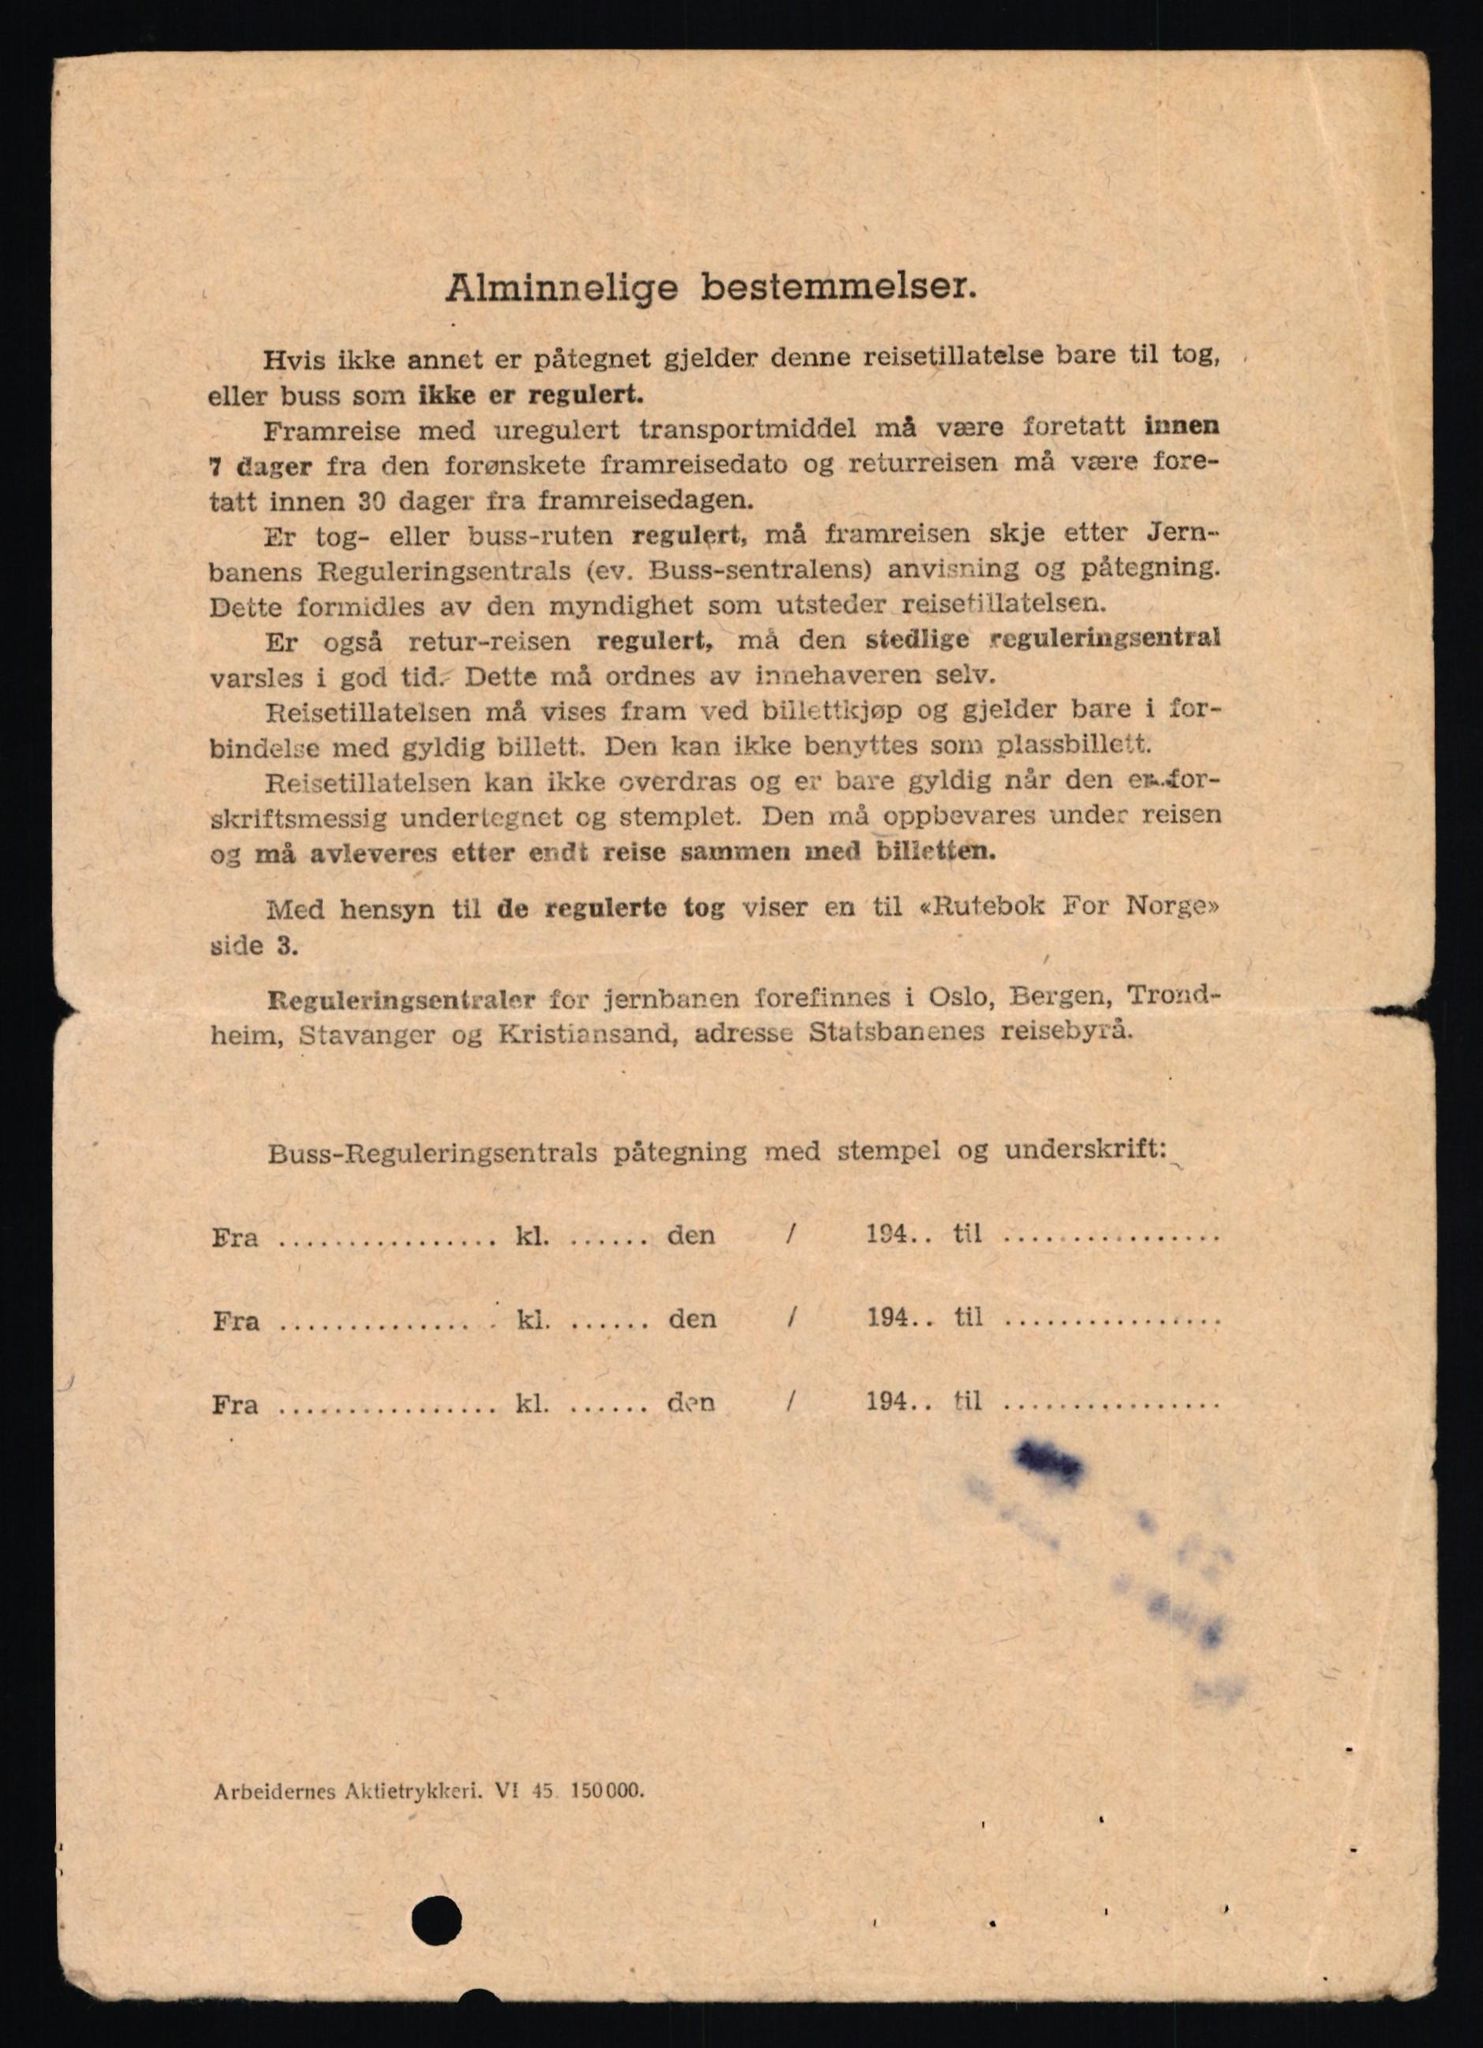 Alminnelige bestemmelser.
Hvis ikke annet er påtegnet gjelder denne reisetillatelse bare til tog,
eller buss som ikke er regulert.
Framreise med uregulert transportmiddel må være foretatt innen
7 dager fra den forønskete framreisedato og returreisen må være fore-
tatt innen 30 dager fra framreisedagen.
Er tog- eller buss-ruten regulert, må framreisen skje etter Jern-
banens Reguleringsentrals (ev. Buss-sentralens) anvisning og påtegning.
Dette formidles av den myndighet som utsteder reisetillatelsen.
Er også retur-reisen regulert, må den stedlige reguleringsentral
varsles i god tid. Dette må ordnes av innehaveren selv.
Reisetillatelsen må vises fram ved billettkjøp og gjelder bare i for-
bindelse med gyldig billett. Den kan ikke benyttes som plassbillett.
Reisetillatelsen kan ikke overdras og er bare gyldig når den er for-
skriftsmessig undertegnet og stemplet. Den må oppbevares under reisen
og må avleveres etter endt reise sammen med billetten.
Med hensyn til de regulerte tog viser en til «Rutebok For Norge»
side 3.
Reguleringsentraler for jernbanen forefinnes i Oslo, Bergen, Trond-
heim, Stavanger og Kristiansand, adresse Statsbanenes reisebyrå.
Buss-Reguleringsentrals påtegning med stempel og underskrift:
Fra ................ kl. ...... den / 194.. til ................
Fra ................ kl. ...... den / 194.. til ................
Fra ................ kl. ...... den / 194.. til ................
Arbeidernes Aktietrykkeri. VI 45 150000.